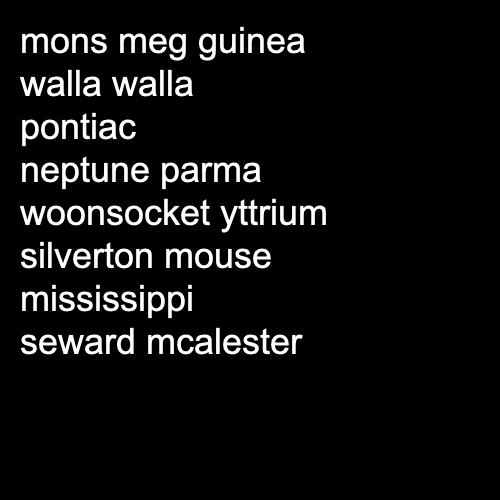 mons meg guinea
walla walla
pontiac
neptune parma
woonsocket yttrium
silverton mouse
mississippi
seward mcalester